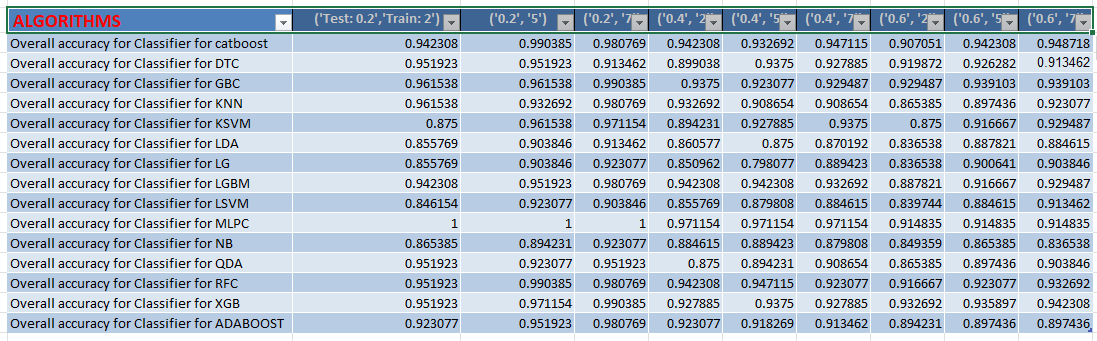 ALGORITHMS ('Test: 0.2','Train: 2') ('0.2', '5') ('0.2', '7 ('0.4', '2 ('0.4', '5 ('0.4', '7 ('0.6', '2 ('0.6', '5 ('0.6', '7
Overall accuracy for Classifier for catboost 0.942308 0.990385 0.980769 0.942308 0.932692 0.947115 0.907051 0.942308 0.948718
Overall accuracy for Classifier for DTC 0.951923 0.951923 0.913462 0.899038 0.9375 0.927885 0.919872 0.926282 0.913462
Overall accuracy for Classifier for GBC 0.961538 0.961538 0.990385 0.9375 0.923077 0.929487 0.929487 0.939103 0.939103
Overall accuracy for Classifier for KNN 0.961538 0.932692 0.980769 0.932692 0.908654 0.908654 0.865385 0.897436 0.923077
Overall accuracy for Classifier for KSVM 0.875 0.961538 0.971154 0.894231 0.927885 0.9375 0.875 0.916667 0.929487
Overall accuracy for Classifier for LDA 0.855769 0.903846 0.913462 0.860577 0.875 0.870192 0.836538 0.887821 0.884615
Overall accuracy for Classifier for LG 0.855769 0.903846 0.923077 0.850962 0.798077 0.889423 0.836538 0.900641 0.903846
Overall accuracy for Classifier for LGBM 0.942308 0.951923 0.980769 0.942308 0.942308 0.932692 0.887821 0.916667 0.929487
Overall accuracy for Classifier for LSVM 0.846154 0.923077 0.903846 0.855769 0.879808 0.884615 0.839744 0.884615 0.913462
Overall accuracy for Classifier for MLPC 1 1 1 0.971154 0.971154 0.971154 0.914835 0.914835 0.914835
Overall accuracy for Classifier for NB 0.865385 0.894231 0.923077 0.884615 0.889423 0.879808 0.849359 0.865385 0.836538
Overall accuracy for Classifier for QDA 0.951923 0.923077 0.951923 0.875 0.894231 0.908654 0.865385 0.897436 0.903846
Overall accuracy for Classifier for RFC 0.951923 0.990385 0.980769 0.942308 0.947115 0.923077 0.916667 0.923077 0.932692
Overall accuracy for Classifier for XGB 0.951923 0.971154 0.990385 0.927885 0.9375 0.927885 0.932692 0.935897 0.942308
Overall accuracy for Classifier for ADABOOST 0.923077 0.951923 0.980769 0.923077 0.918269 0.913462 0.894231 0.897436 0.897436